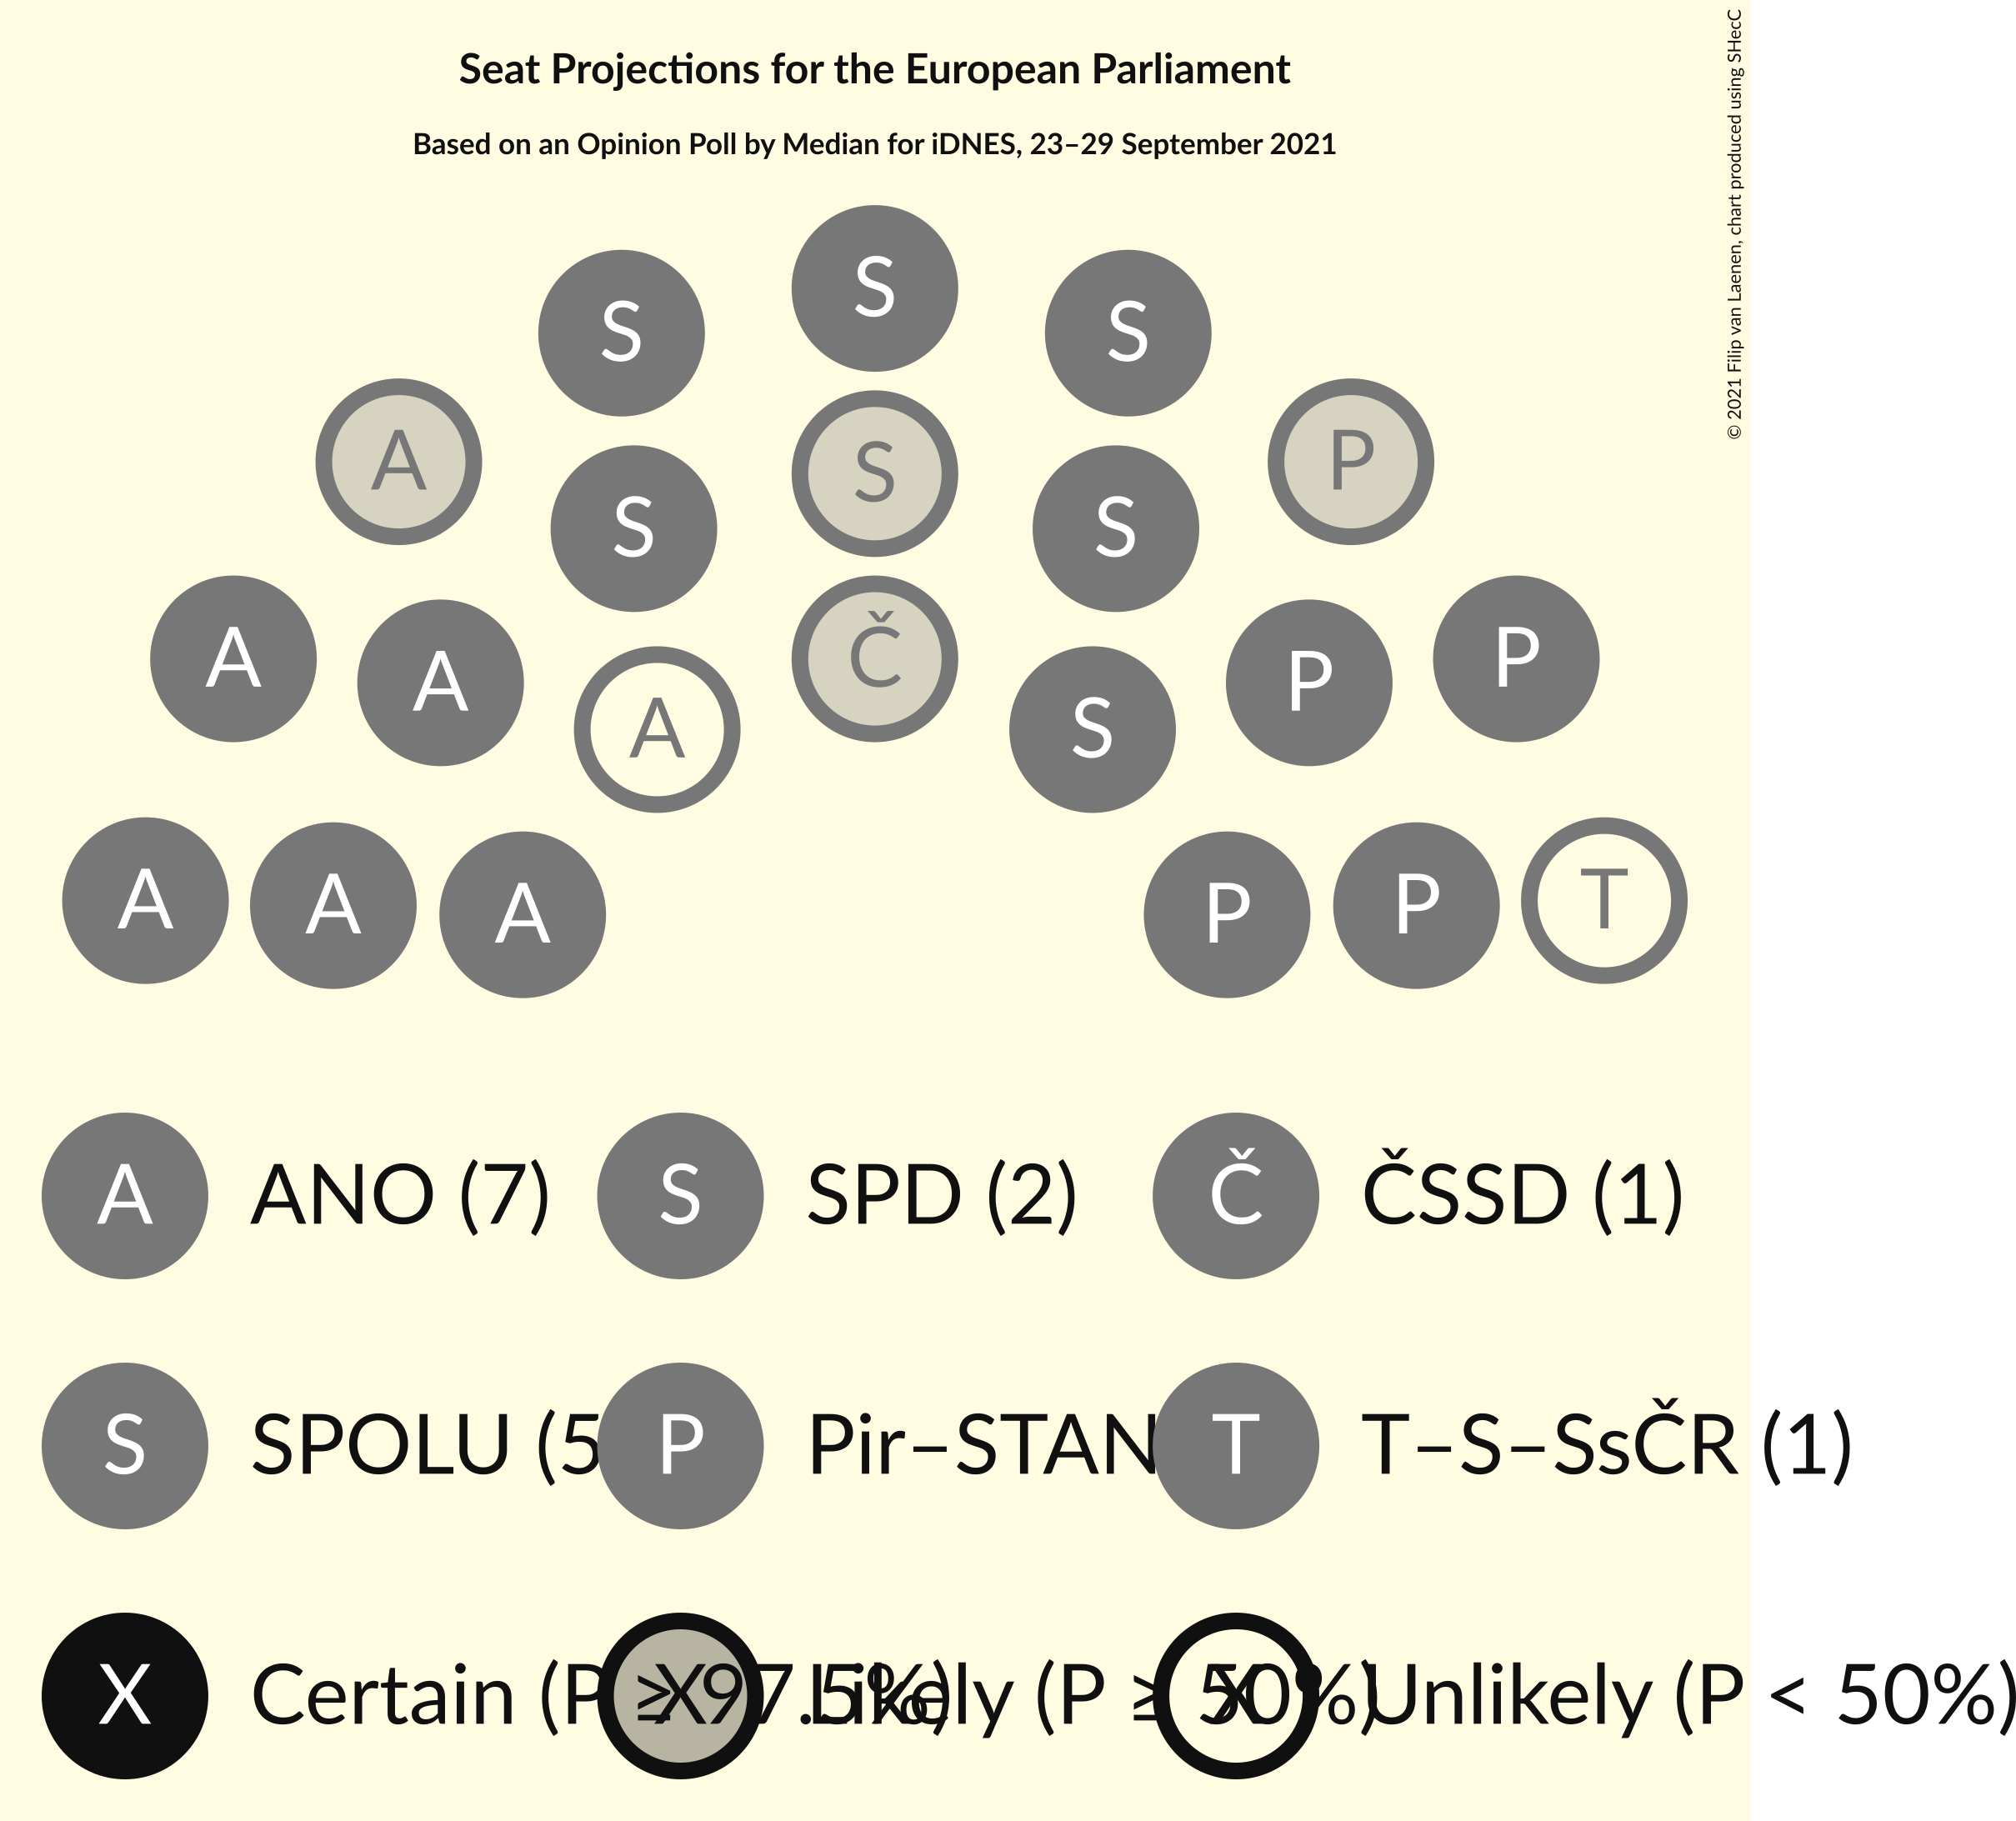 Seat Projections for the European Parliament
Based on an Opinion Poll by Median for iDNES, 23–29 September 2021
© 2021 Filip van Laenen, chart produced using SHecC
S
S S
A S P
S S
A Č P
A P
A S
A A A P P T
A ANO (7) S SPD (2) Č ČSSD (1)
S SPOLU (5 P Pir–STAN T T–S–SsČR (1)
X Certain (P ≥ 97.5%) X Likely (P ≥ 50%) X Unlikely (P < 50%)